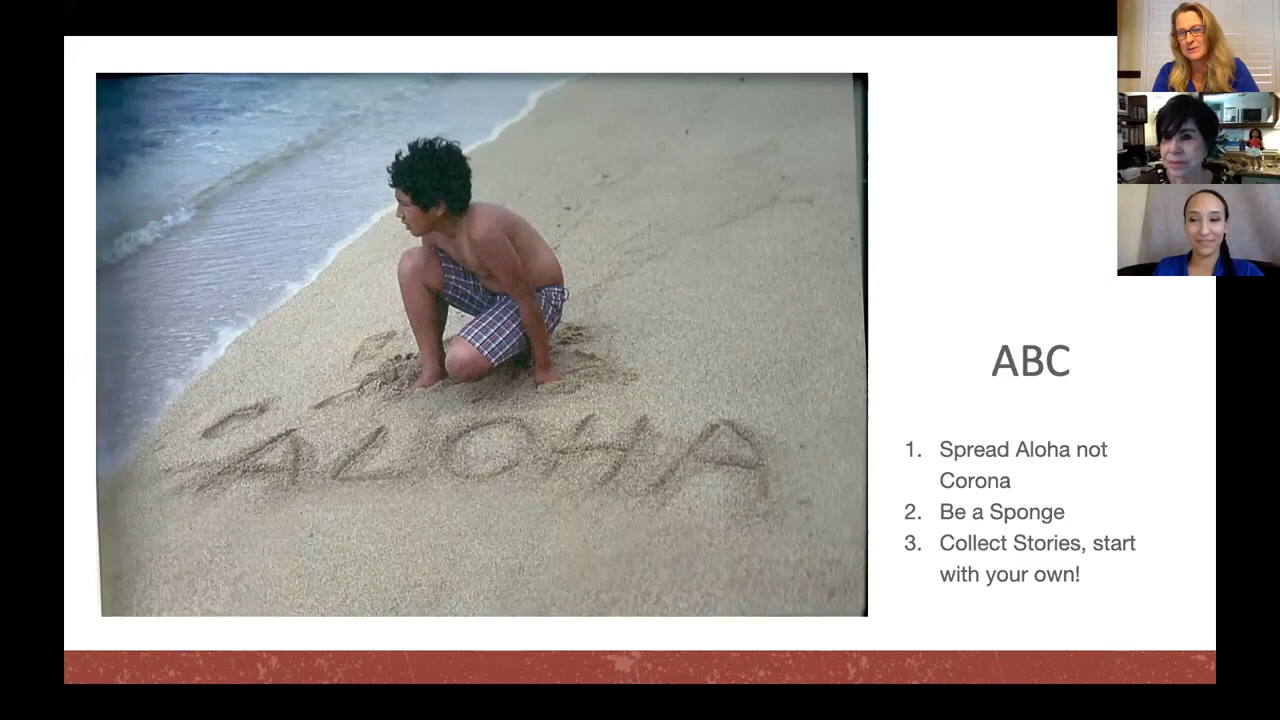 ALOHA
ABC
1. Spread Aloha not
Corona
2. Be a Sponge
3. Collect Stories, start
with your own!